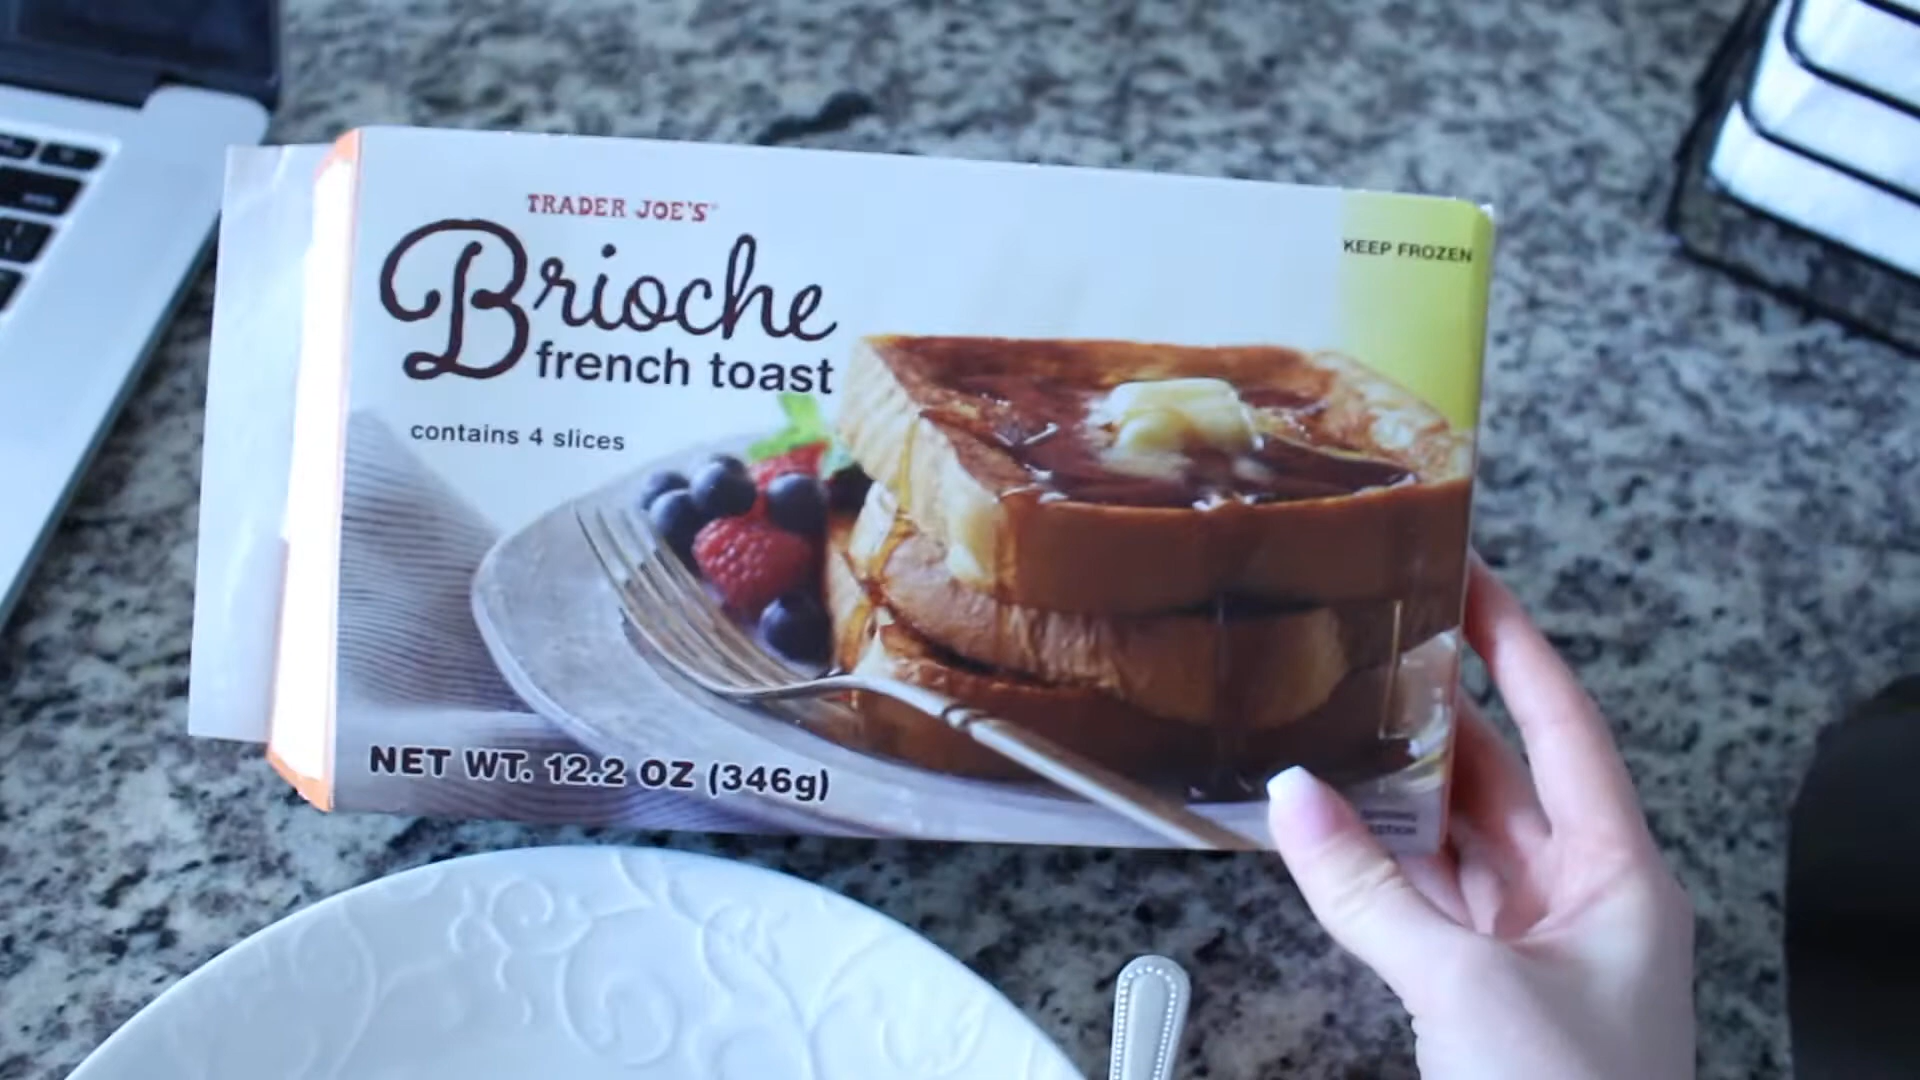 TRADER JOE'S
Brioche
french toast
contains 4 slices
KEEP FROZEN
NET WT. 12.2 OZ (346g)